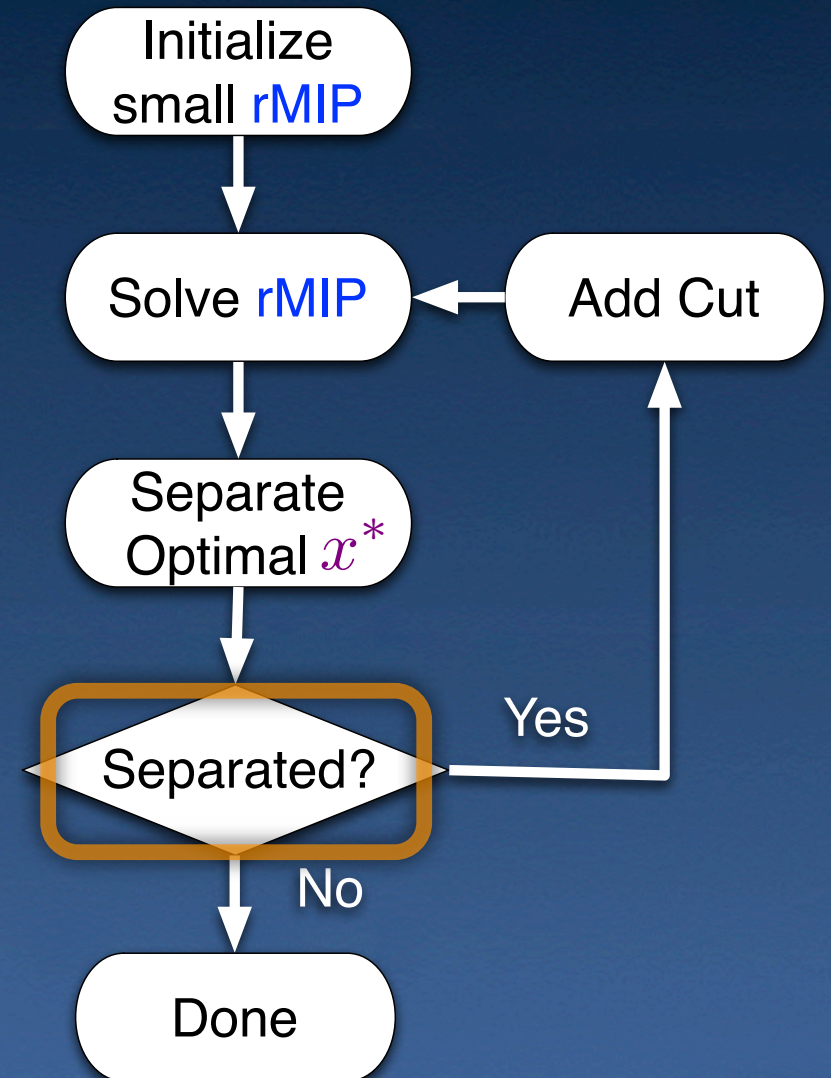 Initialize
small rMIP
Solve rMIP
Add Cut
Separate
Optimal x*
Separated?
Yes
No
Done